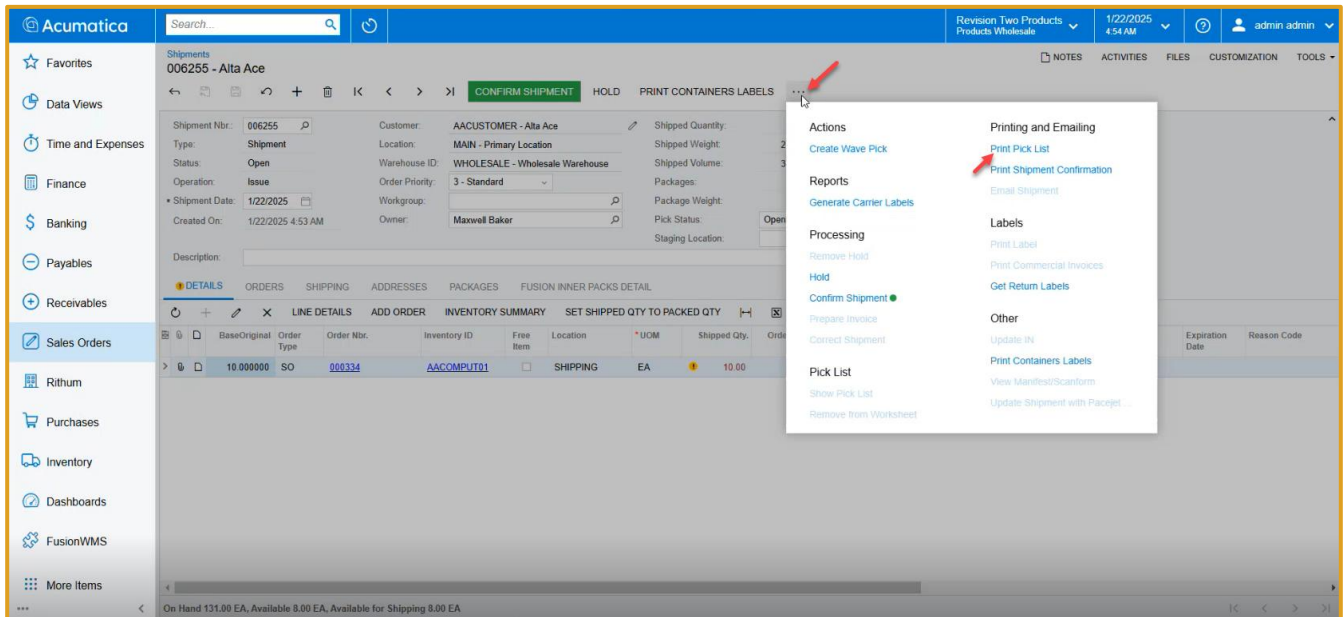 Acumatica
Search...
Revision Two Products
Products Wholesale
1/22/2025
4:54 AM
admin admin
Favorites
Data Views
Time and Expenses
Finance
Banking
Payables
Receivables
Sales Orders
Rithum
Purchases
Inventory
Dashboards
FusionWMS
More Items
Shipments
006255 - Alta Ace
NOTES ACTIVITIES FILES CUSTOMIZATION TOOLS
CONFIRM SHIPMENT HOLD PRINT CONTAINERS LABELS ...
Shipment Nbr.: 006255 Customer: AACUSTOMER - Alta Ace Shipped Quantity:
Type: Shipment Location: MAIN - Primary Location Shipped Weight: 2
Status: Open Warehouse ID: WHOLESALE - Wholesale Warehouse Shipped Volume: 3
Operation: Issue Order Priority: 3 - Standard Packages:
* Shipment Date: 1/22/2025 Workgroup: Package Weight:
Created On: 1/22/2025 4:53 AM Owner: Maxwell Baker Pick Status: Open
Staging Location:
Description:
DETAILS ORDERS SHIPPING ADDRESSES PACKAGES FUSION INNER PACKS DETAIL
LINE DETAILS ADD ORDER INVENTORY SUMMARY SET SHIPPED QTY TO PACKED QTY
BaseOriginal Order Type Order Nbr. Inventory ID Free Item Location *UOM Shipped Qty. Orde Expiration Date Reason Code
10.000000 SO 000334 AACOMPUT01 SHIPPING EA 10.00
Actions
Create Wave Pick
Reports
Generate Carrier Labels
Processing
Remove Hold
Hold
Confirm Shipment
Prepare Invoice
Correct Shipment
Pick List
Show Pick List
Remove from Worksheet
Printing and Emailing
Print Pick List
Print Shipment Confirmation
Email Shipment
Labels
Print Label
Print Commercial Invoices
Get Return Labels
Other
Update IN
Print Containers Labels
View Manifest/Scanform
Update Shipment with Pacejet ...
On Hand 131.00 EA, Available 8.00 EA, Available for Shipping 8.00 EA